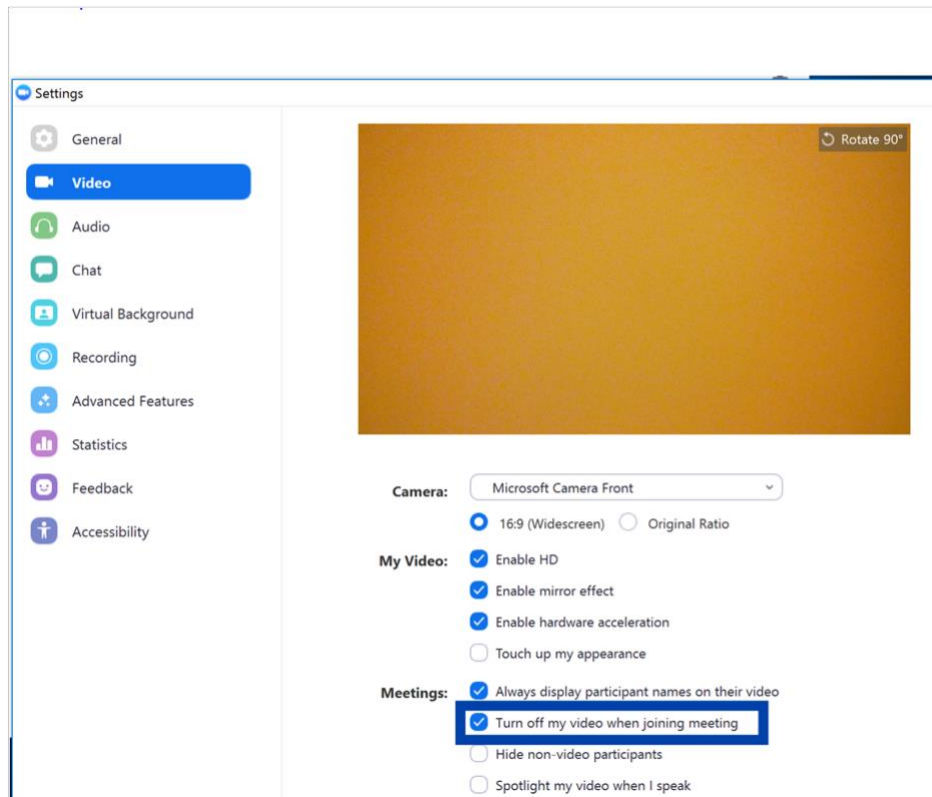 Settings
General
Video
Audio
Chat
Virtual Background
Recording
Advanced Features
Statistics
Feedback
Accessibility
Rotate 90°
Camera: Microsoft Camera Front
16:9 (Widescreen) Original Ratio
My Video: Enable HD
Enable mirror effect
Enable hardware acceleration
Touch up my appearance
Meetings: Always display participant names on their video
Turn off my video when joining meeting
Hide non-video participants
Spotlight my video when I speak